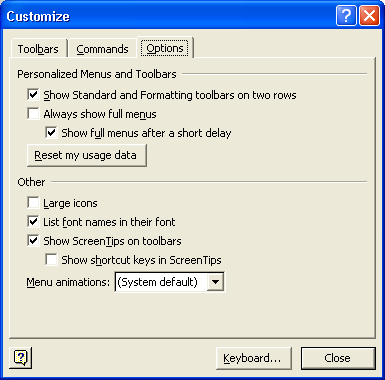 Customize
Toolbars Commands Options
Personalized Menus and Toolbars
Show Standard and Formatting toolbars on two rows
Always show full menus
Show full menus after a short delay
Reset my usage data
Other
Large icons
List font names in their font
Show ScreenTips on toolbars
Show shortcut keys in ScreenTips
Menu animations: (System default)
Keyboard... Close